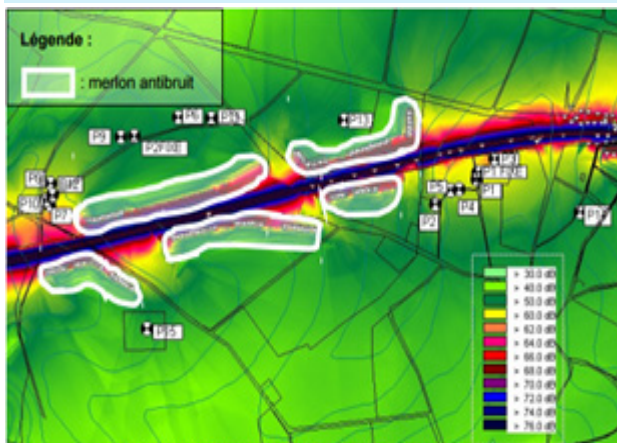 Légende :
: merlon antibruit
P13
P9
P10
P7
P3
P1
P5
P4
P2
P14
> 30.0 dB
> 40.0 dB
> 50.0 dB
> 60.0 dB
> 62.0 dB
> 64.0 dB
> 66.0 dB
> 68.0 dB
> 70.0 dB
> 72.0 dB
> 74.0 dB
> 76.0 dB